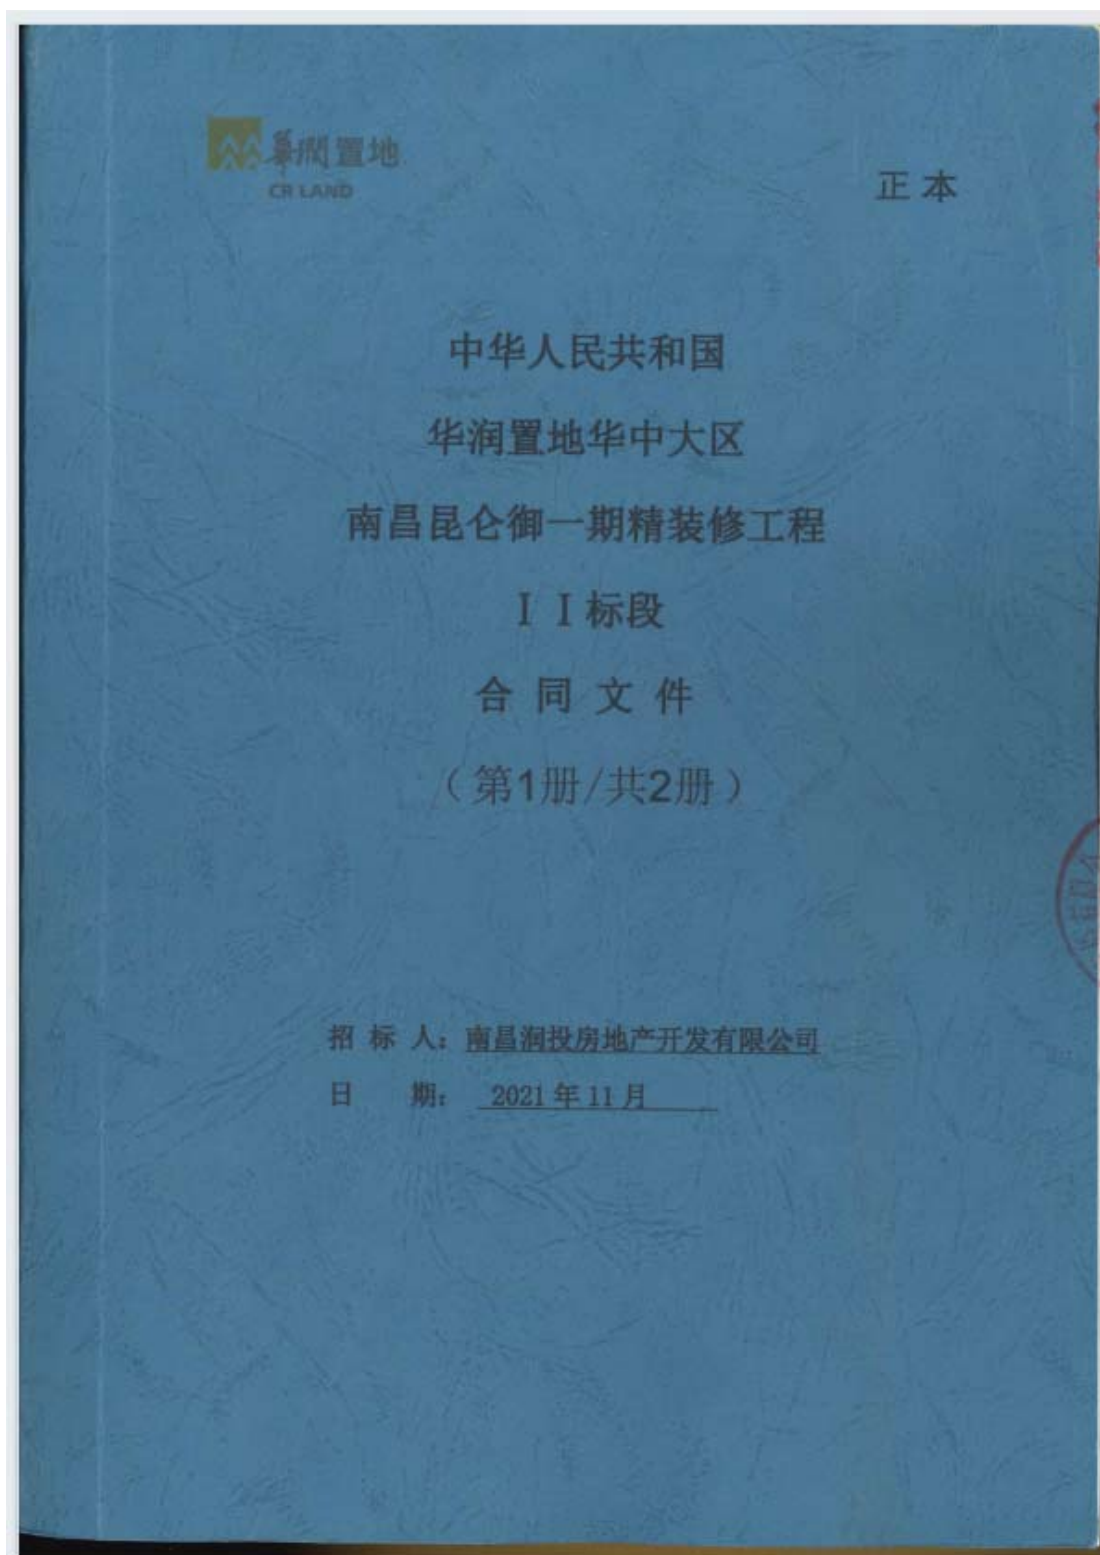 華潤置地
CR LAND
正本
中华人民共和国
华润置地华中大区
南昌昆仑御一期精装修工程
II标段
合同文件
（第1册/共2册）
招标人：南昌润投房地产开发有限公司
日期：2021年11月